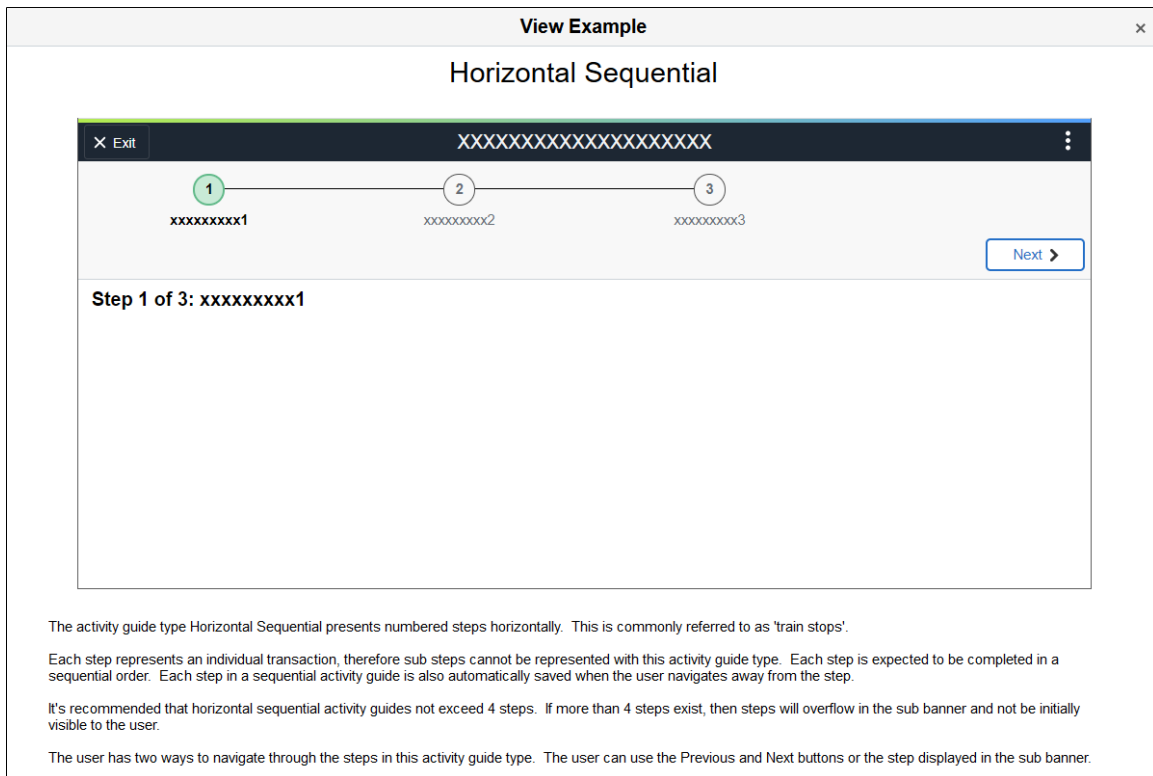 View Example
×
Horizontal Sequential
× Exit
XXXXXXXXXXXXXXXXXXXX
1
2
3
xxxxxxxxx1
xxxxxxxxx2
xxxxxxxxx3
Next
Step 1 of 3: xxxxxxxxx1
The activity guide type Horizontal Sequential presents numbered steps horizontally. This is commonly referred to as 'train stops'.
Each step represents an individual transaction, therefore sub steps cannot be represented with this activity guide type. Each step is expected to be completed in a
sequential order. Each step in a sequential activity guide is also automatically saved when the user navigates away from the step.
It's recommended that horizontal sequential activity guides not exceed 4 steps. If more than 4 steps exist, then steps will overflow in the sub banner and not be initially
visible to the user.
The user has two ways to navigate through the steps in this activity guide type. The user can use the Previous and Next buttons or the step displayed in the sub banner.